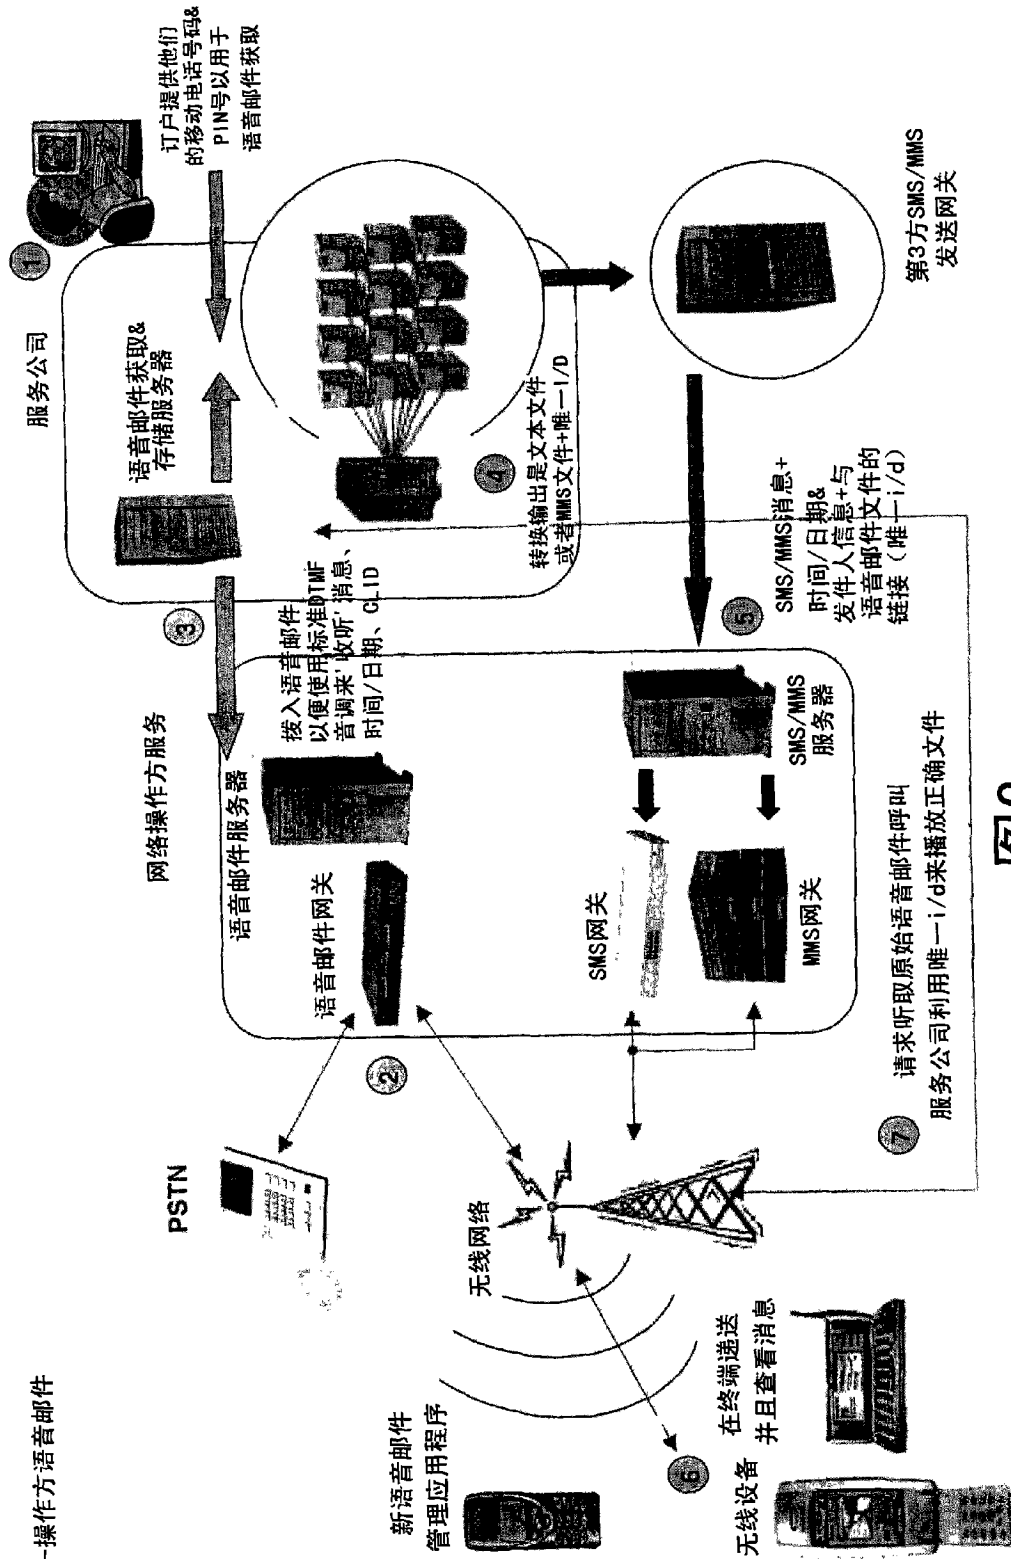 -操作方语音邮件
PSTN
网络操作方服务
服务公司
1
订户提供他们
的移动电话号码&
PIN号以用于
语音邮件获取
语音邮件获取&
存储服务器
3
语音邮件服务器
拨入语音邮件
以便使用标准DTMF
音调来'收听'消息、
时间/日期、CLID
语音邮件网关
2
4
转换输出是文本文件
或者MMS文件+唯一I/D
新语音邮件
管理应用程序
无线网络
SMS网关
MMS网关
SMS/MMS
服务器
5
SMS/MMS消息+
时间/日期&
发件人信息+与
语音邮件文件的
链接（唯一i/d）
第3方SMS/MMS
发送网关
6
无线设备
在终端递送
并且查看消息
7
请求听取原始语音邮件呼叫
服务公司利用唯一i/d来播放正确文件
图